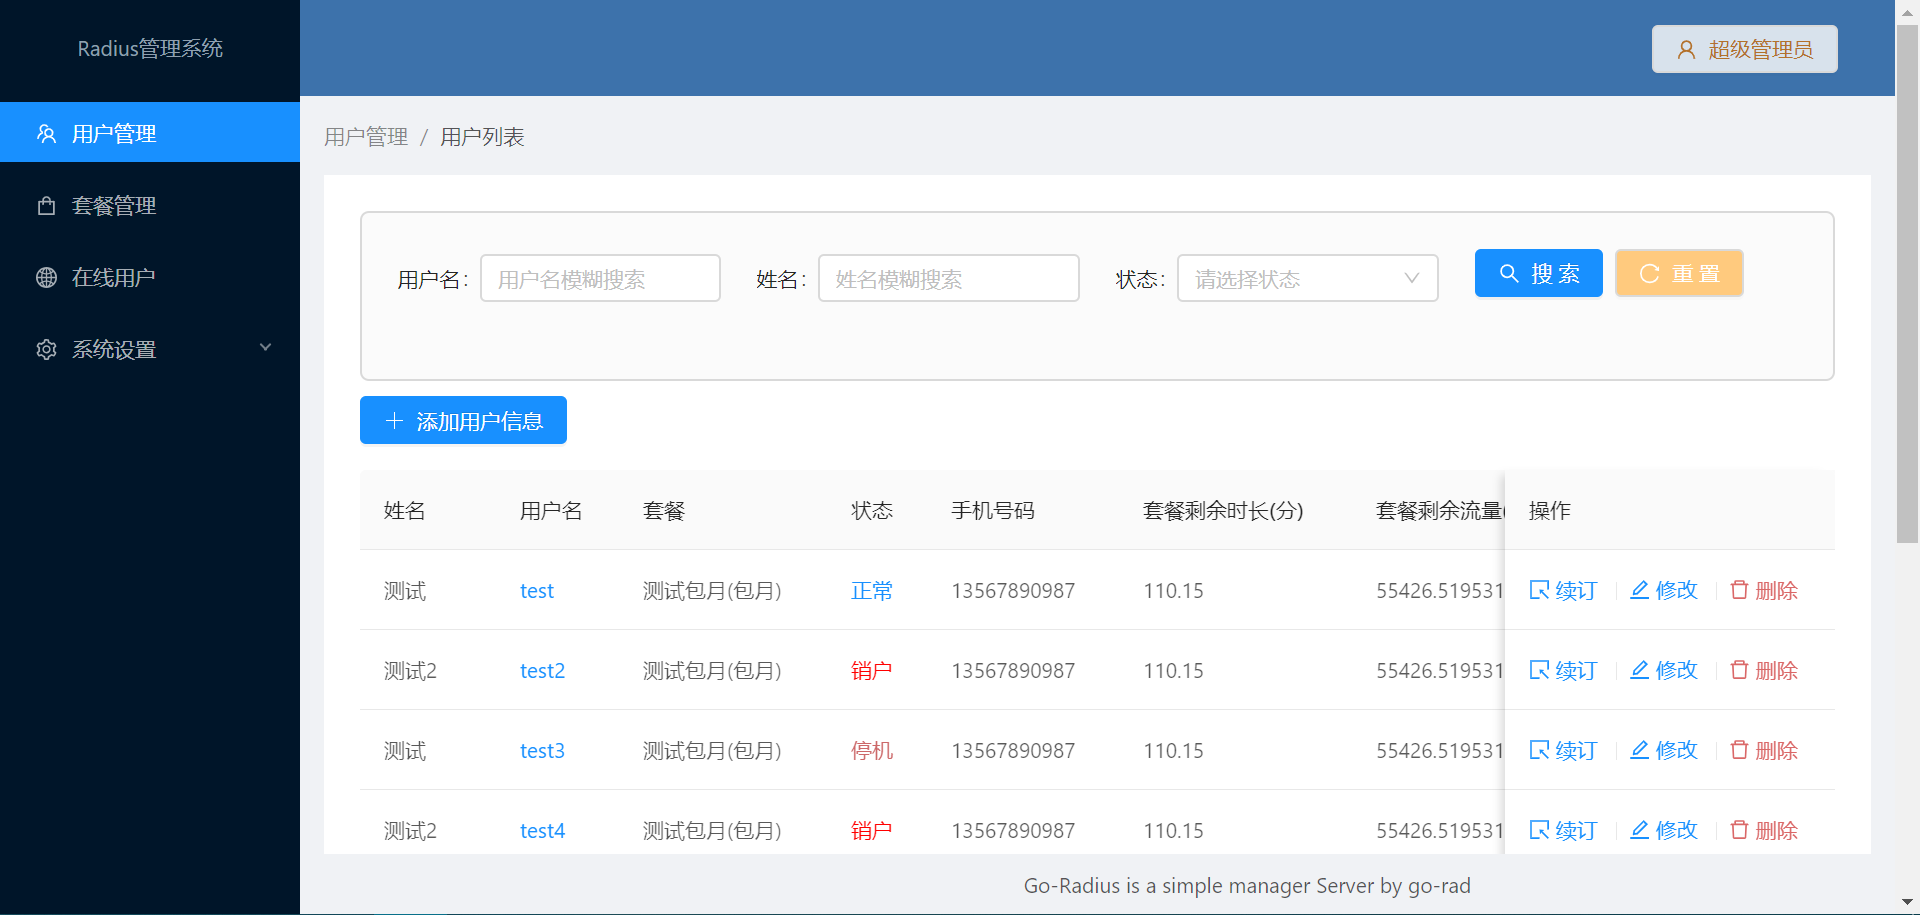 Radius管理系统
超级管理员
用户管理
套餐管理
在线用户
系统设置
用户管理 / 用户列表
用户名: 用户名模糊搜索 姓名: 姓名模糊搜索 状态: 请选择状态 搜 索 重 置
添加用户信息
姓名 用户名 套餐 状态 手机号码 套餐剩余时长(分) 套餐剩余流量( 操作
测试 test 测试包月(包月) 正常 13567890987 110.15 55426.519531 续订 修改 删除
测试2 test2 测试包月(包月) 销户 13567890987 110.15 55426.519531 续订 修改 删除
测试 test3 测试包月(包月) 停机 13567890987 110.15 55426.519531 续订 修改 删除
测试2 test4 测试包月(包月) 销户 13567890987 110.15 55426.519531 续订 修改 删除
Go-Radius is a simple manager Server by go-rad